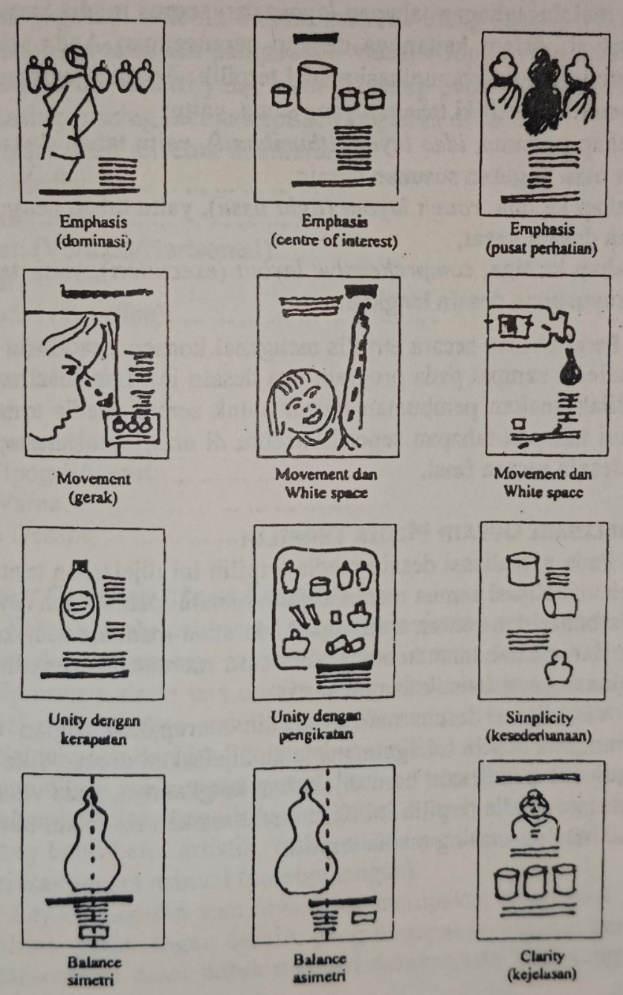 Emphasis
(dominasi)
Emphasis
(centre of interest)
Emphasis
(pusat perhatian)
Movement
(gerak)
Movement dan
White space
Movement dan
White space
Unity dengan
kerapatan
Unity dengan
pengikatan
Simplicity
(kesederhanaan)
Balance
simetri
Balance
asimetri
Clarity
(kejelasan)